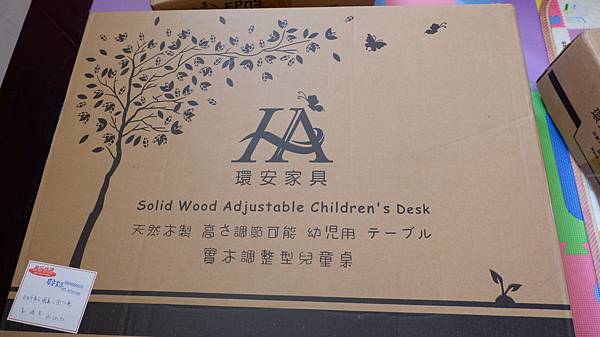 HA
環安家具
Solid Wood Adjustable Children's Desk
天然木製 高さ調節可能 幼児用 テーブル
實木調整型兒童桌
環